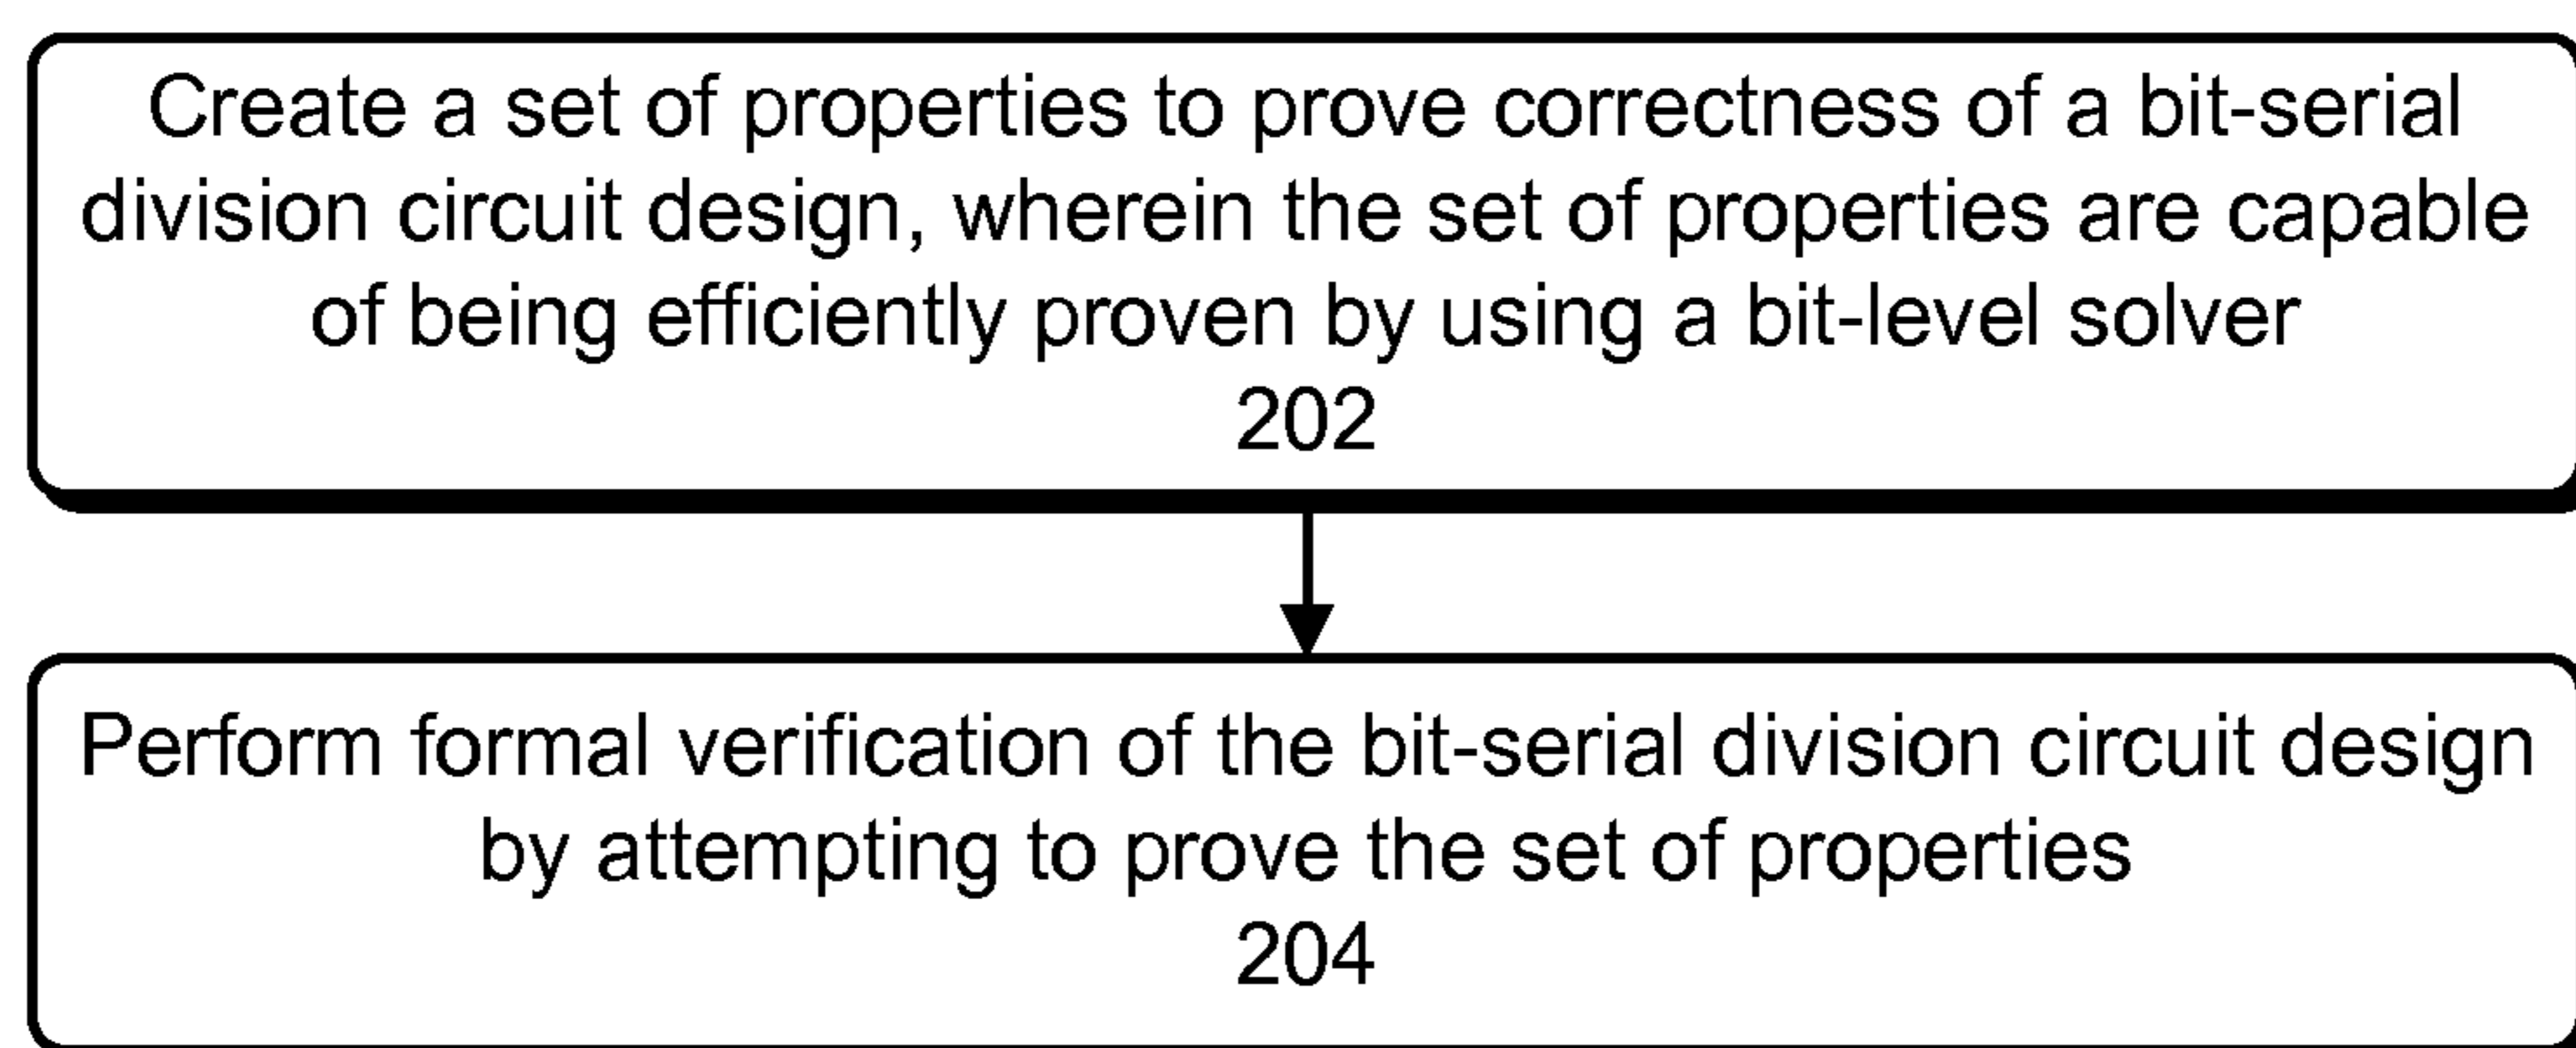 Create a set of properties to prove correctness of a bit-serial
division circuit design, wherein the set of properties are capable
of being efficiently proven by using a bit-level solver
202
Perform formal verification of the bit-serial division circuit design
by attempting to prove the set of properties
204